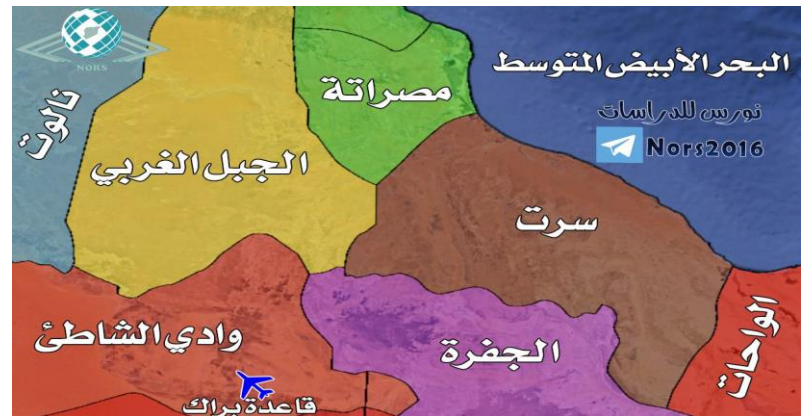 NORS
البحر الأبيض المتوسط
نورس للدراسات
Nors2016
مصراتة
نالوت
الجبل الغربي
سرت
الواحات
وادي الشاطئ
الجفرة
قاعدة براك